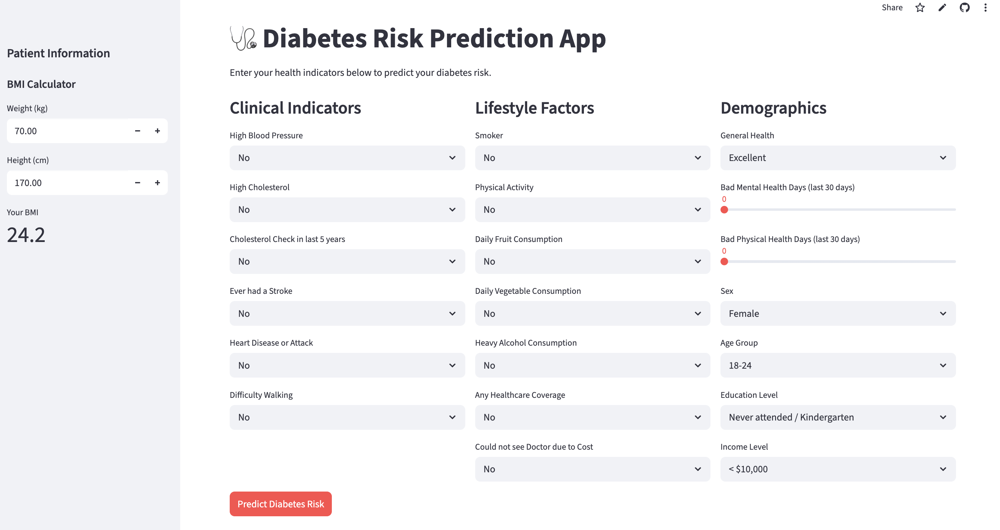 Share
Patient Information
BMI Calculator
Weight (kg)
70.00
Height (cm)
170.00
Your BMI
24.2
Diabetes Risk Prediction App
Enter your health indicators below to predict your diabetes risk.
Clinical Indicators
High Blood Pressure
No
High Cholesterol
No
Cholesterol Check in last 5 years
No
Ever had a Stroke
No
Heart Disease or Attack
No
Difficulty Walking
No
Lifestyle Factors
Smoker
No
Physical Activity
No
Daily Fruit Consumption
No
Daily Vegetable Consumption
No
Heavy Alcohol Consumption
No
Any Healthcare Coverage
No
Could not see Doctor due to Cost
No
Demographics
General Health
Excellent
Bad Mental Health Days (last 30 days)
0
Bad Physical Health Days (last 30 days)
0
Sex
Female
Age Group
18-24
Education Level
Never attended / Kindergarten
Income Level
< $10,000
Predict Diabetes Risk